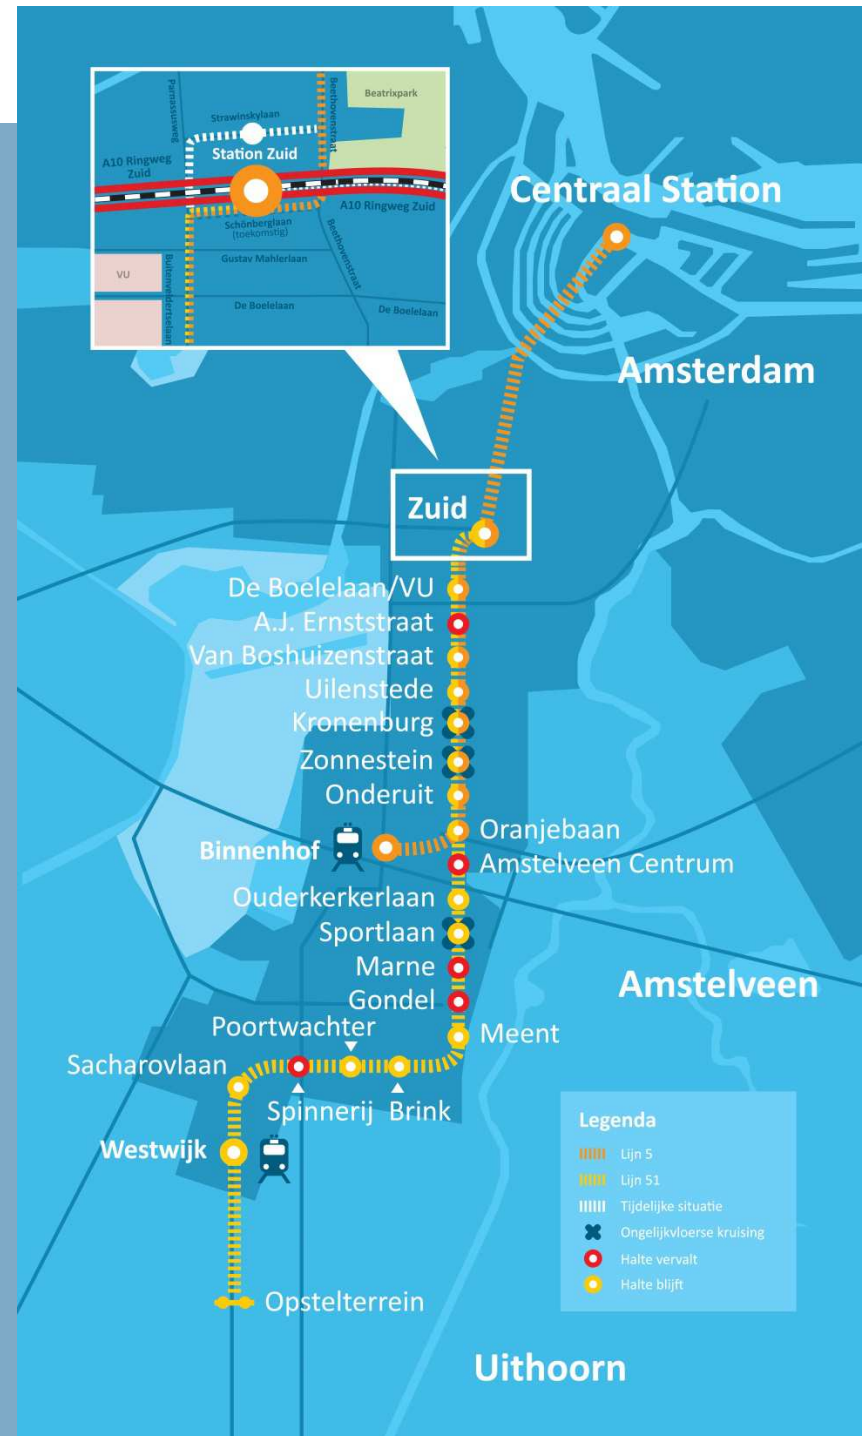 Parnassusweg
Strawinskylaan
Beethovenstraat
Beatrixpark
Station Zuid
A10 Ringweg
Zuid
A10 Ringweg Zuid
Schönberglaan
(toekomstig)
Beethovenstraat
Gustav Mahlerlaan
VU
Buitenveldertselaan
De Boelelaan
De Boelelaan
Centraal Station
Amsterdam
Zuid
De Boelelaan/VU
A.J. Ernststraat
Van Boshuizenstraat
Uilenstede
Kronenburg
Zonnestein
Onderuit
Oranjebaan
Binnenhof
Amstelveen Centrum
Ouderkerkerlaan
Sportlaan
Marne
Amstelveen
Gondel
Poortwachter
Meent
Sacharovlaan
Spinnerij
Brink
Westwijk
Legenda
Lijn 5
Lijn 51
Tijdelijke situatie
Ongelijkvloerse kruising
Halte vervalt
Halte blijft
Opstelterrein
Uithoorn